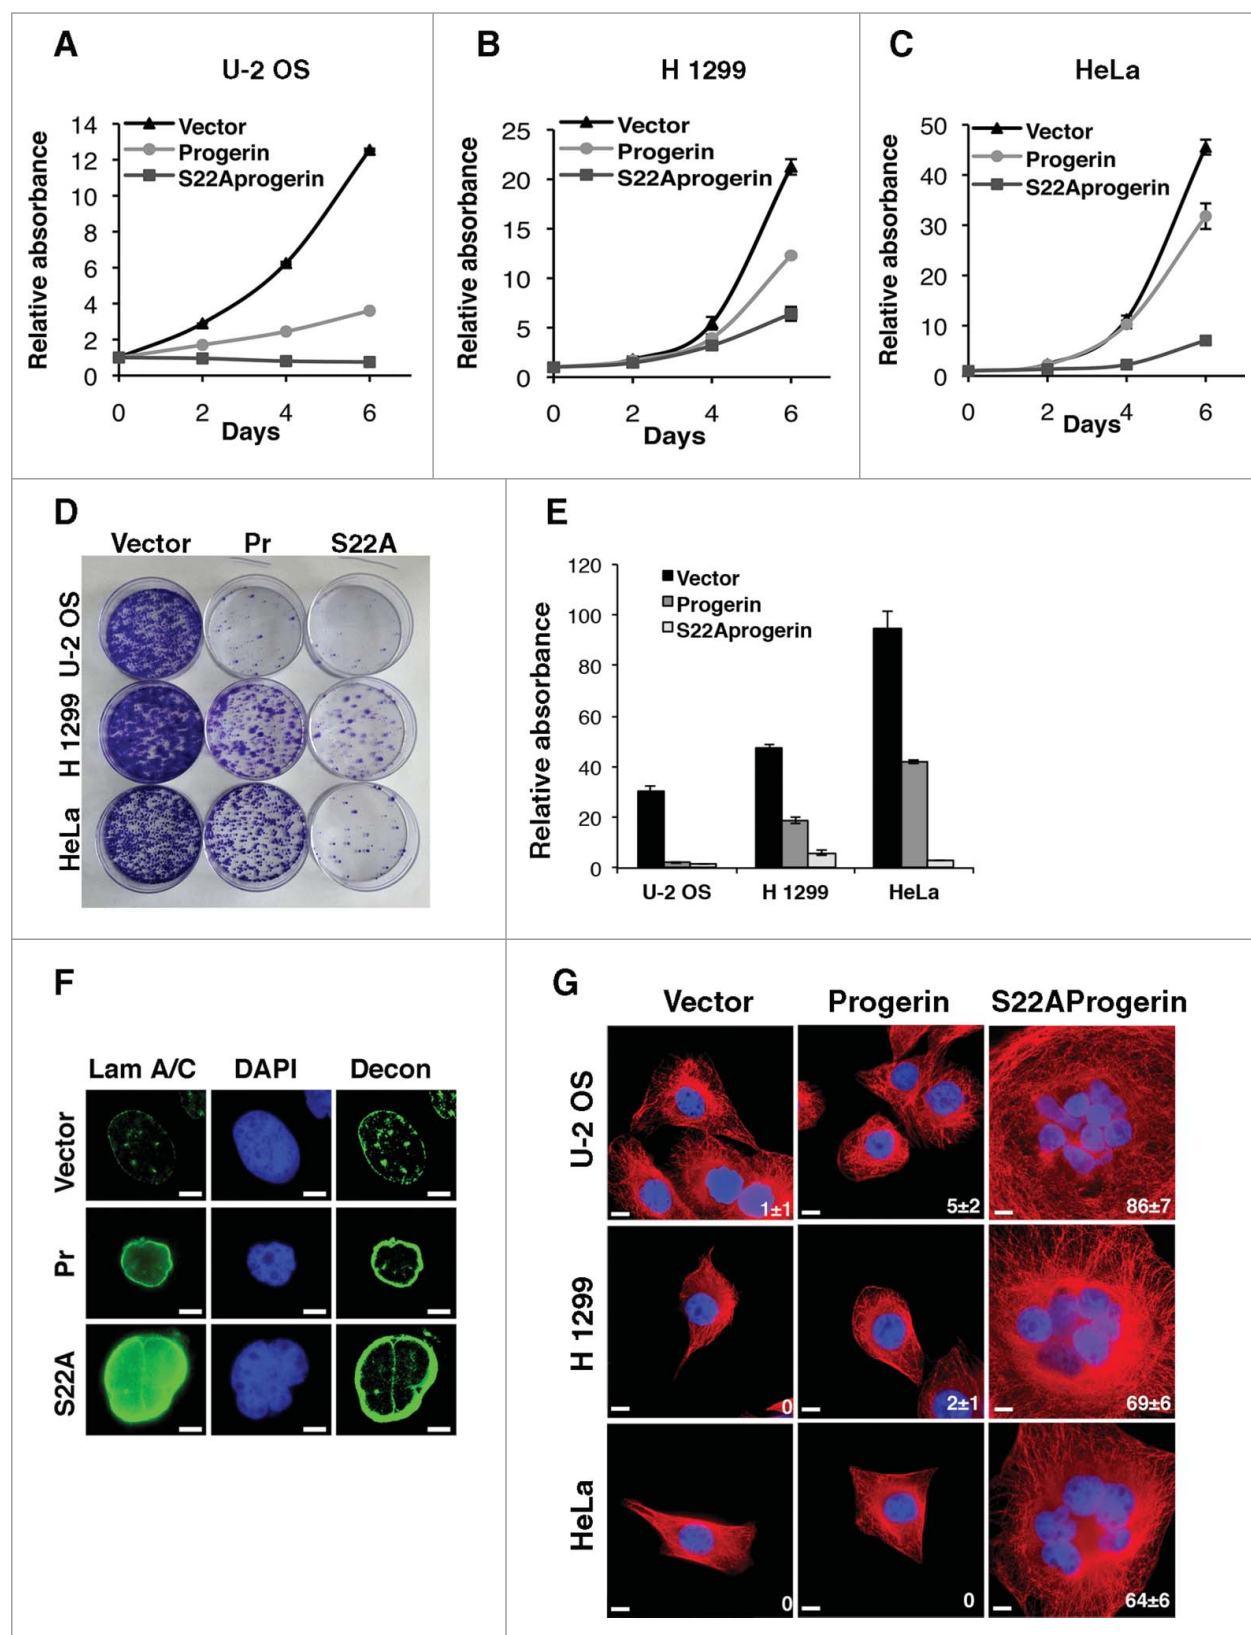 A
U-2 OS
Relative absorbance
14
12
10
8
6
4
2
0
Vector
Progerin
S22Aprogerin
0 2 4 6
Days
B
H 1299
Relative absorbance
25
20
15
10
5
0
Vector
Progerin
S22Aprogerin
0 2 4 6
Days
C
HeLa
Relative absorbance
50
40
30
20
10
0
Vector
Progerin
S22Aprogerin
0 2 4 6
Days
D
Vector Pr S22A
U-2 OS
H 1299
HeLa
E
Relative absorbance
120
100
80
60
40
20
0
Vector
Progerin
S22Aprogerin
U-2 OS H 1299 HeLa
F
Lam A/C DAPI Decon
Vector
Pr
S22A
G
Vector Progerin S22AProgerin
U-2 OS
1±1 5±2 86±7
H 1299
0 2±1 69±6
HeLa
0 0 64±6